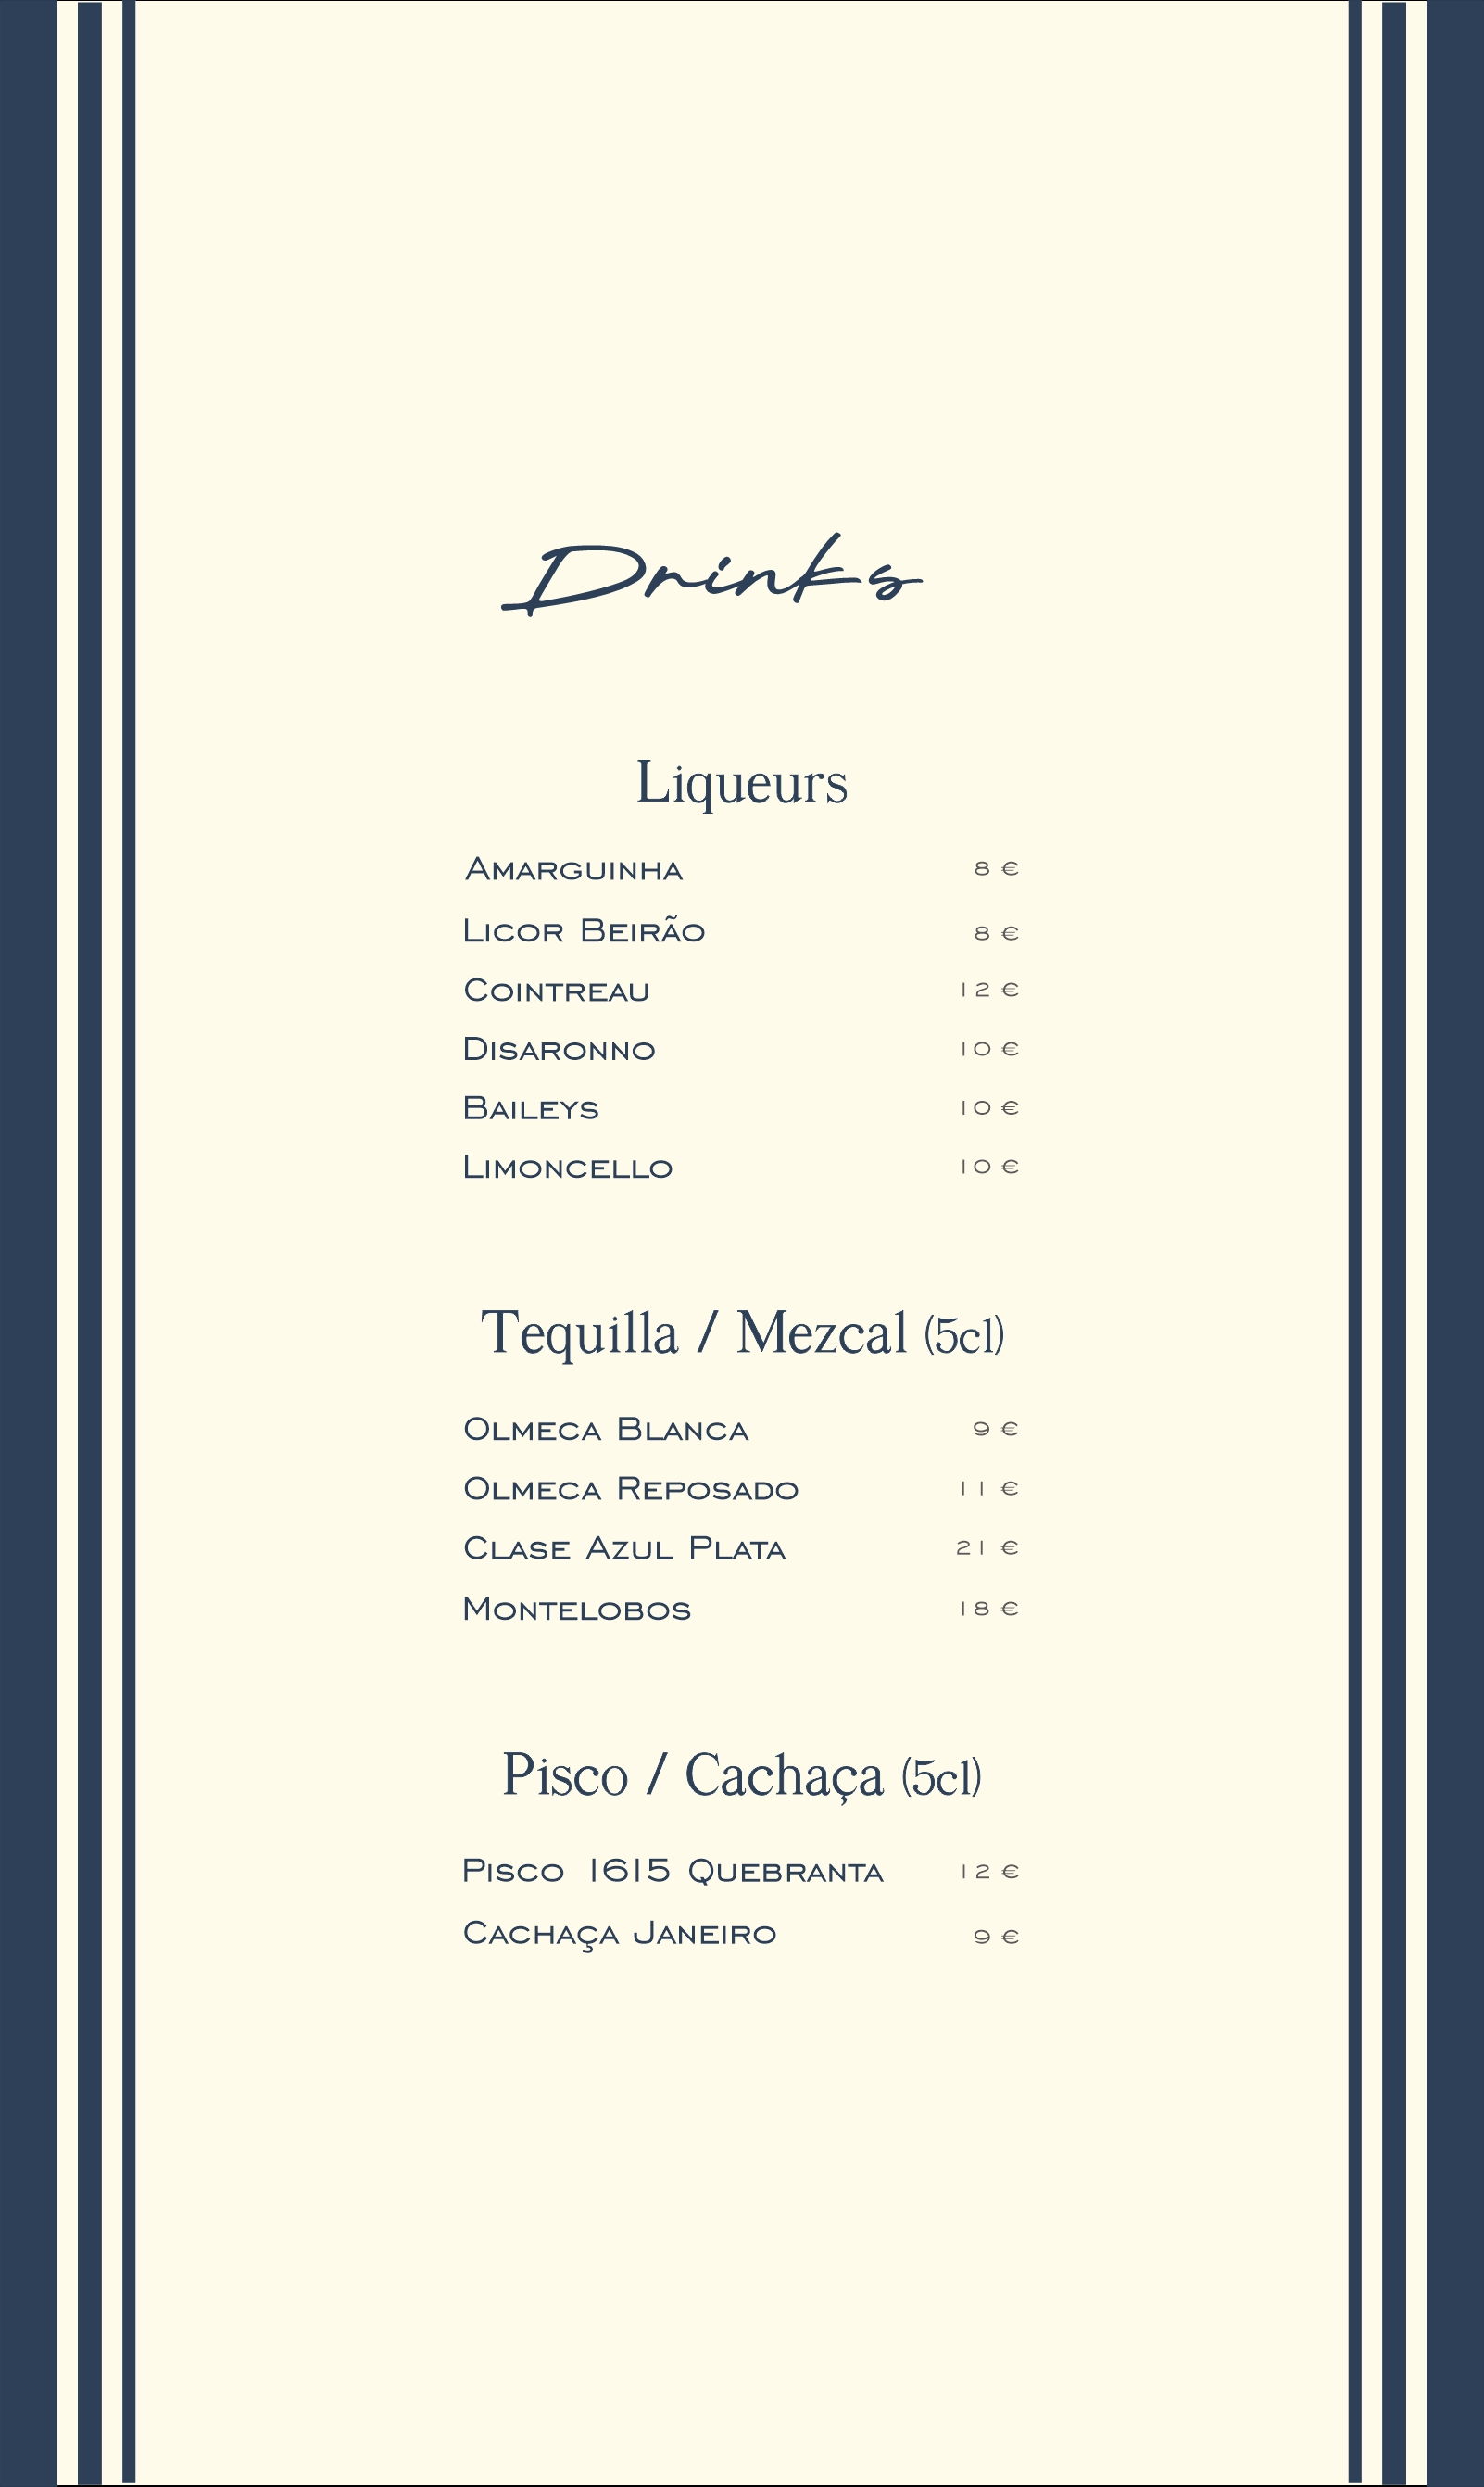 Drinks
Liqueurs
Amarguinha 8 €
Licor Beirão 8 €
Cointreau 12 €
Disaronno 10 €
Baileys 10 €
Limoncello 10 €
Tequilla / Mezcal (5cl)
Olmeca Blanca 9 €
Olmeca Reposado 11 €
Clase Azul Plata 21 €
Montelobos 18 €
Pisco / Cachaça (5cl)
Pisco 1615 Quebranta 12 €
Cachaça Janeiro 9 €